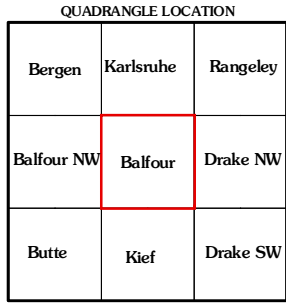 QUADRANGLE LOCATION
Bergen Karlsruhe Rangeley
Balfour NW Balfour Drake NW
Butte Kief Drake SW